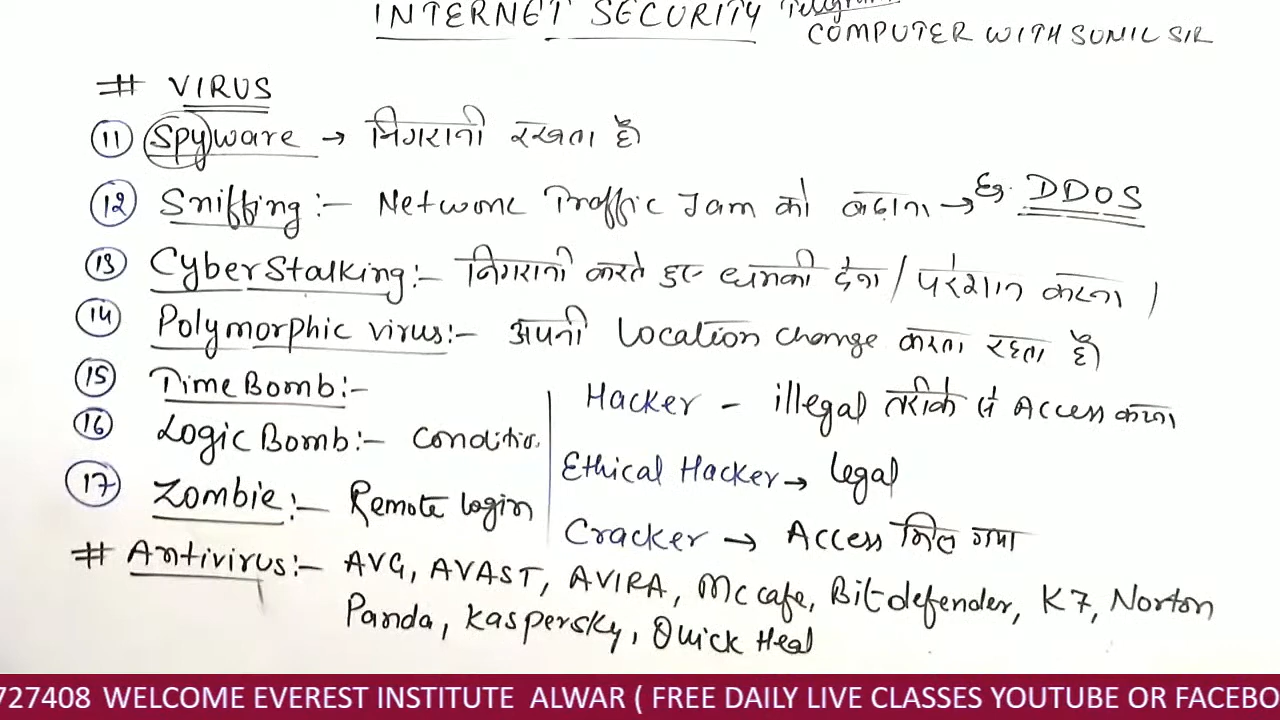 INTERNET SECURITY Telegram
COMPUTER WITH SUNIL SIR
# VIRUS
11 Spyware → निगरानी रखता है
12 Sniffing:- Network Traffic Jam को बढ़ाना → Eg. DDOS
13 CyberStalking:- निगरानी करते हुए धमकी देना / परेशान करना |
14 Polymorphic virus:- अपनी Location change करता रहता है
15 TimeBomb:-
16 Logic Bomb:- Condition
17 Zombie:- Remote login
Hacker - illegal तरीके से Access करना
Ethical Hacker → legal
Cracker → Access मिल गया
# Antivirus:- AVG, AVAST, AVIRA, Mccafe, Bitdefender, K7, Norton
Panda, Kaspersky, Quick Heal
727408 WELCOME EVEREST INSTITUTE ALWAR ( FREE DAILY LIVE CLASSES YOUTUBE OR FACEBO